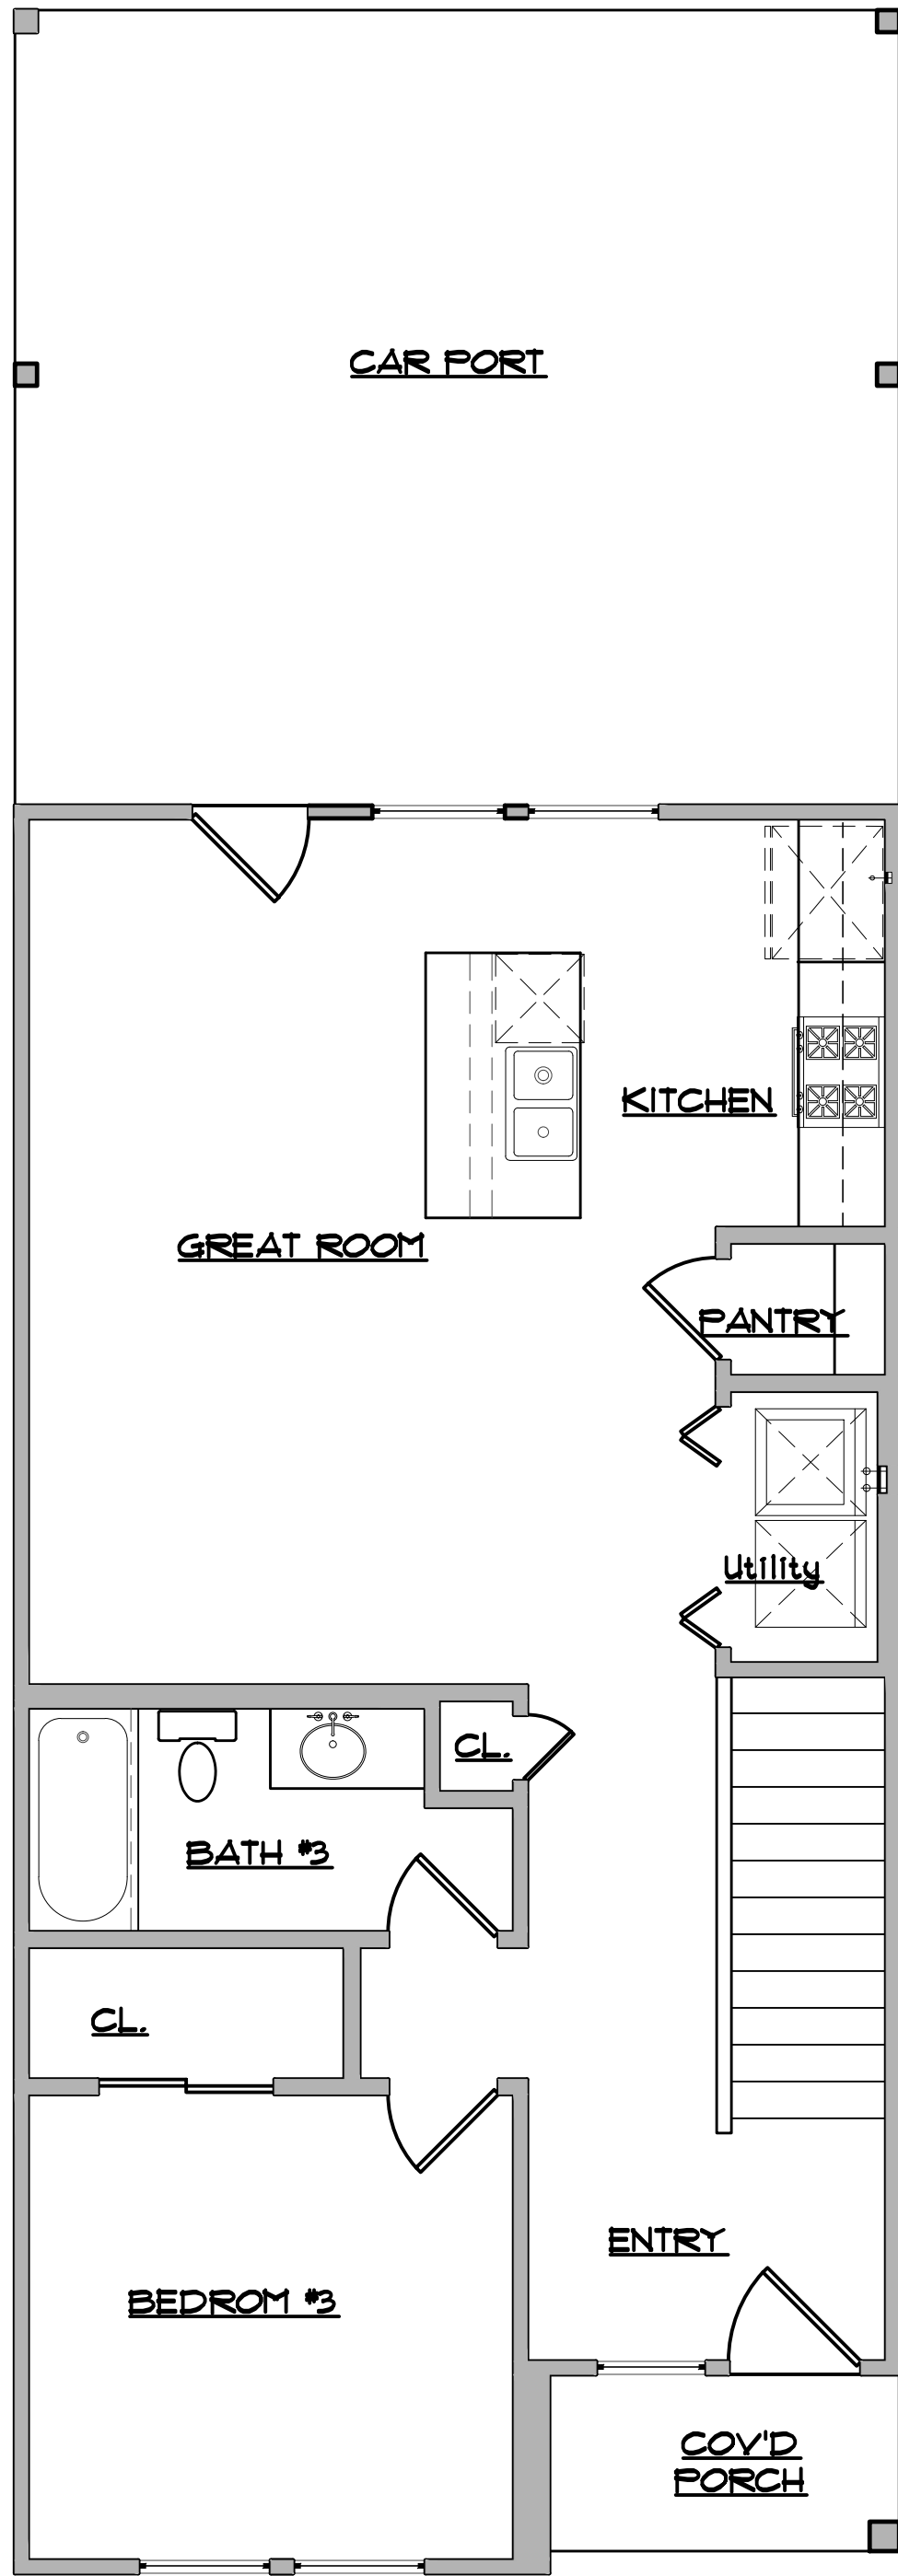 CAR PORT
KITCHEN
GREAT ROOM
PANTRY
Utility
CL.
BATH #3
CL.
ENTRY
BEDROM #3
COV'D
PORCH